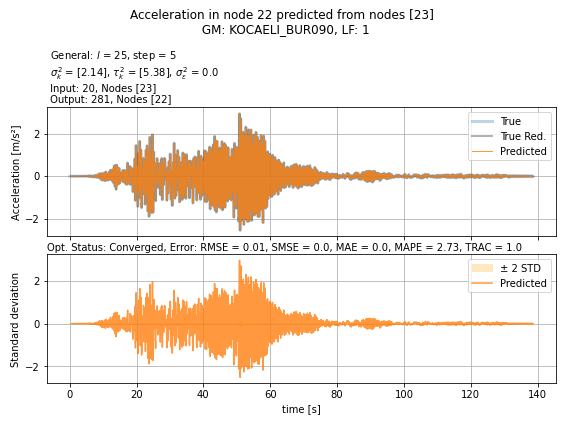 Acceleration in node 22 predicted from nodes [23]
GM: KOCAELI_BUR090, LF: 1
General: l = 25, step = 5
σ²ₖ = [2.14], τ²ₖ = [5.38], σ²_ε = 0.0
Input: 20, Nodes [23]
Output: 281, Nodes [22]
Acceleration [m/s²]
2
0
−2
True
True Red.
Predicted
Opt. Status: Converged, Error: RMSE = 0.01, SMSE = 0.0, MAE = 0.0, MAPE = 2.73, TRAC = 1.0
Standard deviation
2
0
−2
± 2 STD
Predicted
0 20 40 60 80 100 120 140
time [s]